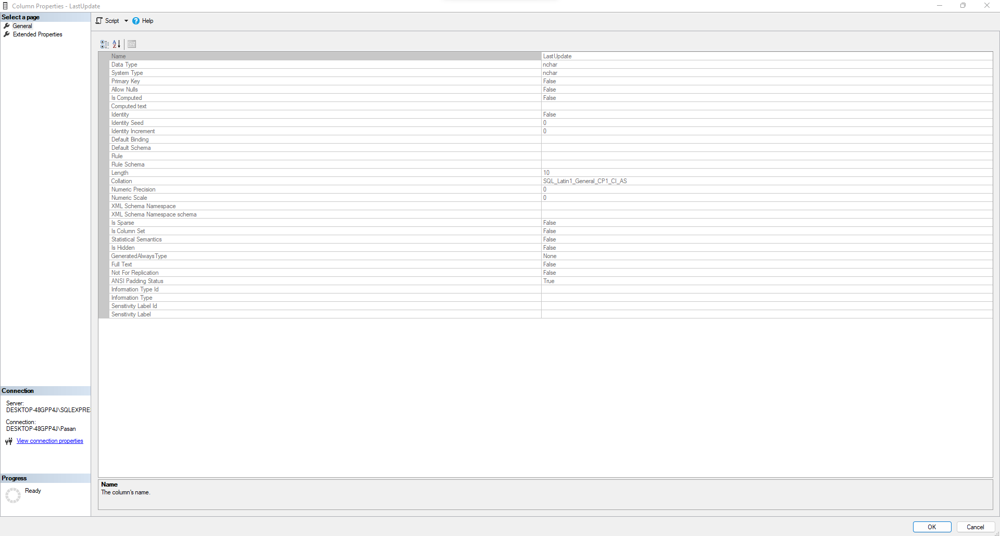 Column Properties - LastUpdate
Select a page
General
Extended Properties
Script Help
Name LastUpdate
Data Type nchar
System Type nchar
Primary Key False
Allow Nulls False
Is Computed False
Computed text
Identity False
Identity Seed 0
Identity Increment 0
Default Binding
Default Schema
Rule
Rule Schema
Length 10
Collation SQL_Latin1_General_CP1_CI_AS
Numeric Precision 0
Numeric Scale 0
XML Schema Namespace
XML Schema Namespace schema
Is Sparse False
Is Column Set False
Statistical Semantics False
Is Hidden False
GeneratedAlwaysType None
Full Text False
Not For Replication False
ANSI Padding Status True
Information Type Id
Information Type
Sensitivity Label Id
Sensitivity Label
Connection
Server:
DESKTOP-48GPP4J\SQLEXPRE
Connection:
DESKTOP-48GPP4J\Pasan
View connection properties
Progress
Ready
Name
The column's name.
OK Cancel